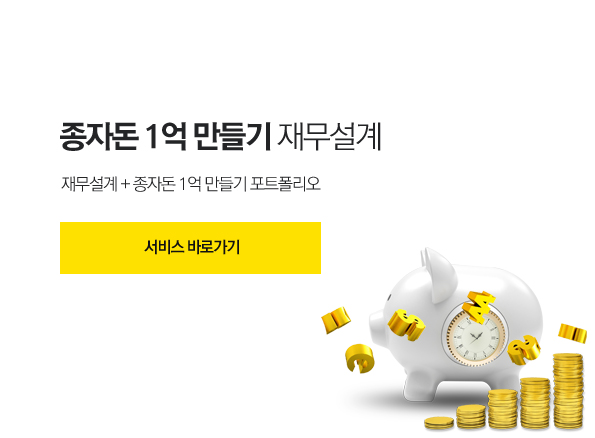 종자돈 1억 만들기 재무설계
재무설계 + 종자돈 1억 만들기 포트폴리오
서비스 바로가기